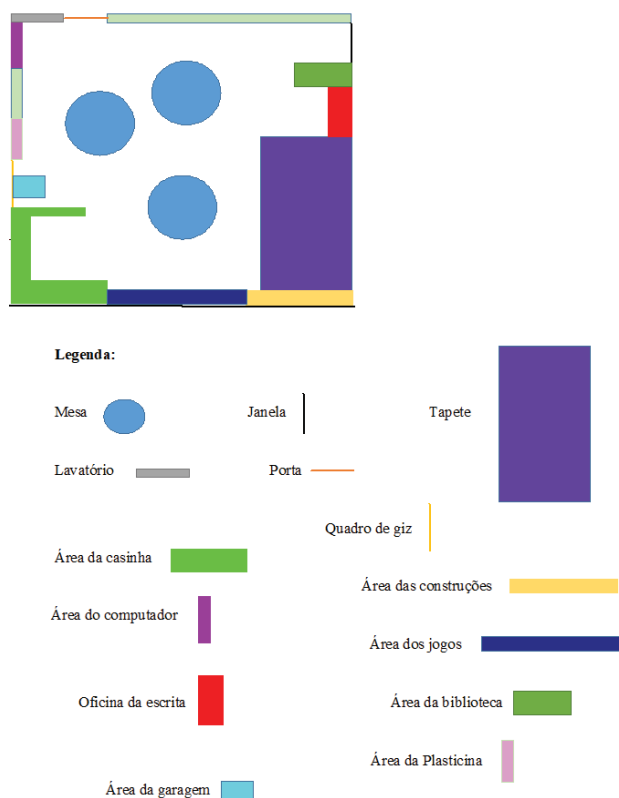 Legenda:
Mesa
Janela
Tapete
Lavatório
Porta
Quadro de giz
Área da casinha
Área das construções
Área do computador
Área dos jogos
Oficina da escrita
Área da biblioteca
Área da Plasticina
Área da garagem